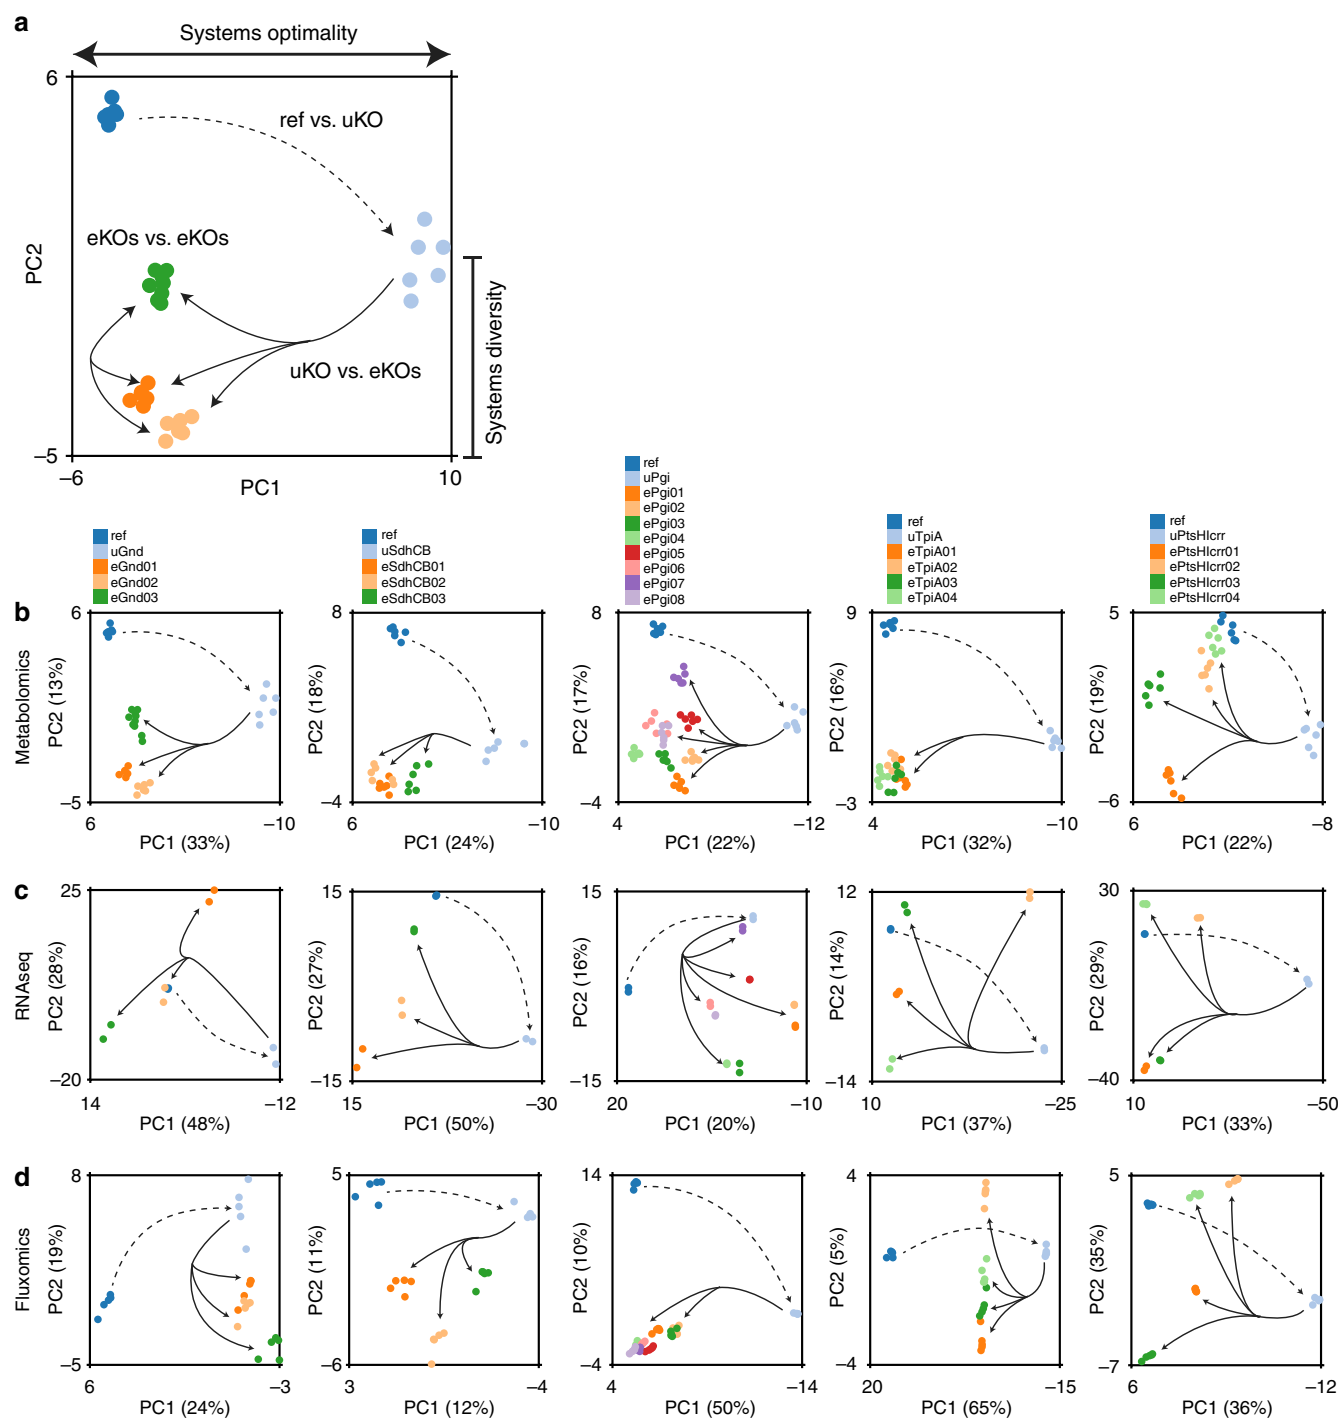 a
Systems optimality
6
ref vs. uKO
eKOs vs. eKOs
PC2
uKO vs. eKOs
Systems diversity
–5
–6
10
PC1
ref
uGnd
eGnd01
eGnd02
eGnd03
ref
uSdhCB
eSdhCB01
eSdhCB02
eSdhCB03
ref
uPgi
ePgi01
ePgi02
ePgi03
ePgi04
ePgi05
ePgi06
ePgi07
ePgi08
ref
uTpiA
eTpiA01
eTpiA02
eTpiA03
eTpiA04
ref
uPtsHIcrr
ePtsHIcrr01
ePtsHIcrr02
ePtsHIcrr03
ePtsHIcrr04
b
Metabolomics
6
PC2 (13%)
–5
6
–10
PC1 (33%)
8
PC2 (18%)
–4
6
–10
PC1 (24%)
8
PC2 (17%)
–4
4
–12
PC1 (22%)
9
PC2 (16%)
–3
4
–10
PC1 (32%)
5
PC2 (19%)
–6
6
–8
PC1 (22%)
c
RNAseq
25
PC2 (28%)
–20
14
–12
PC1 (48%)
15
PC2 (27%)
–15
15
–30
PC1 (50%)
15
PC2 (16%)
–15
20
–10
PC1 (20%)
12
PC2 (14%)
–14
10
–25
PC1 (37%)
30
PC2 (29%)
–40
10
–50
PC1 (33%)
d
Fluxomics
8
PC2 (19%)
–5
6
–3
PC1 (24%)
5
PC2 (11%)
–6
3
–4
PC1 (12%)
14
PC2 (10%)
–4
4
–14
PC1 (50%)
4
PC2 (5%)
–4
20
–15
PC1 (65%)
5
PC2 (35%)
–7
6
–12
PC1 (36%)